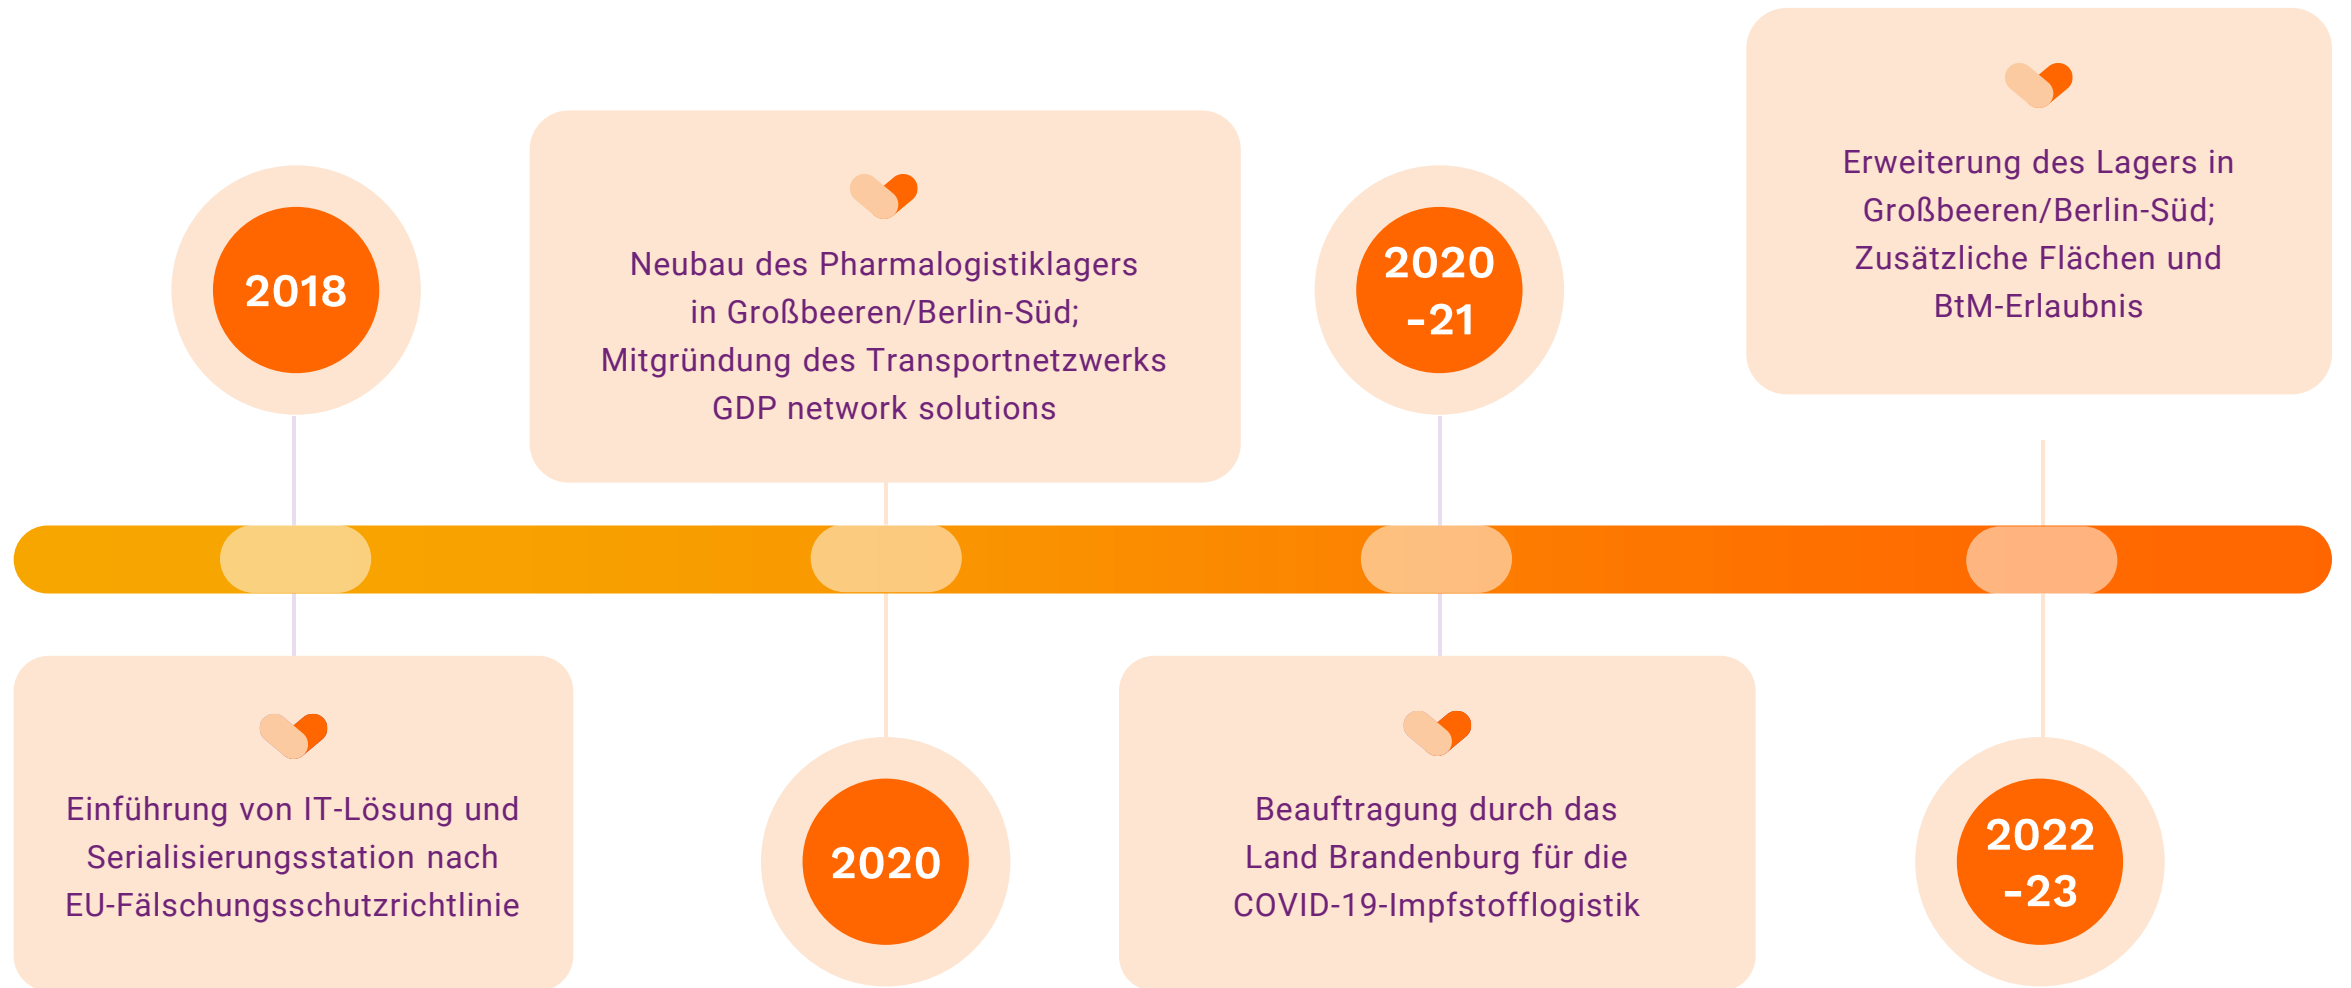 2018
Einführung von IT-Lösung und
Serialisierungsstation nach
EU-Fälschungsschutzrichtlinie
Neubau des Pharmalogistiklagers
in Großbeeren/Berlin-Süd;
Mitgründung des Transportnetzwerks
GDP network solutions
2020
2020
-21
Beauftragung durch das
Land Brandenburg für die
COVID-19-Impfstofflogistik
Erweiterung des Lagers in
Großbeeren/Berlin-Süd;
Zusätzliche Flächen und
BtM-Erlaubnis
2022
-23